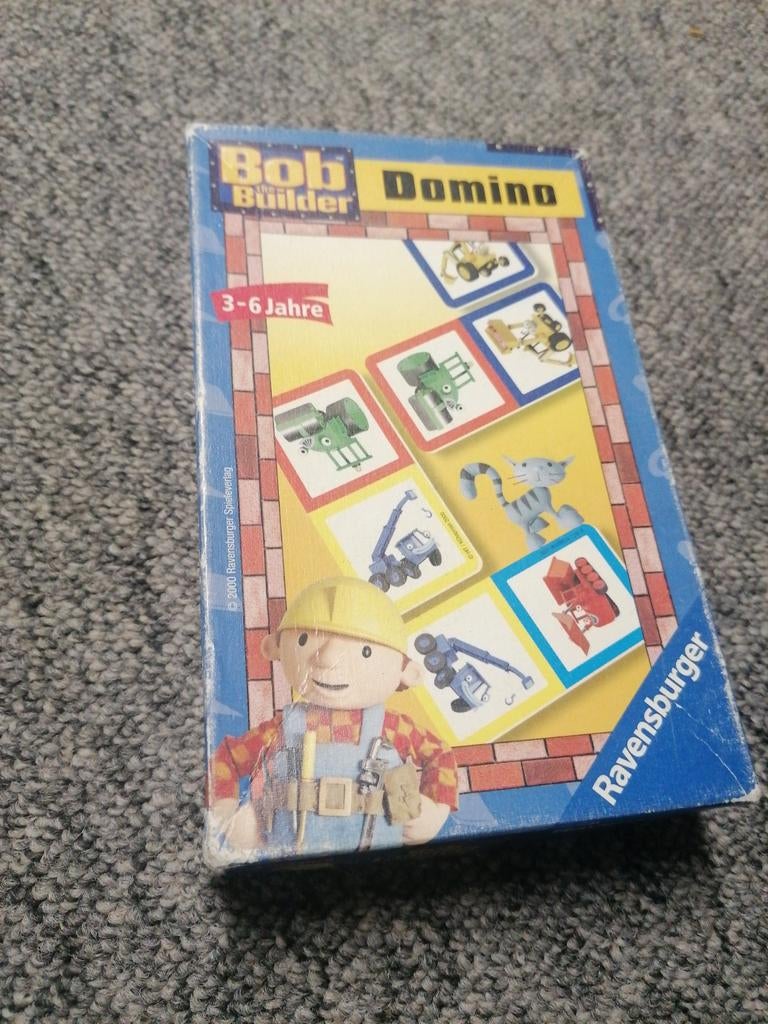 Bob
the
Builder
Domino
3-6 Jahre
© 2000 Ravensburger Spieleverlag
Ravensburger